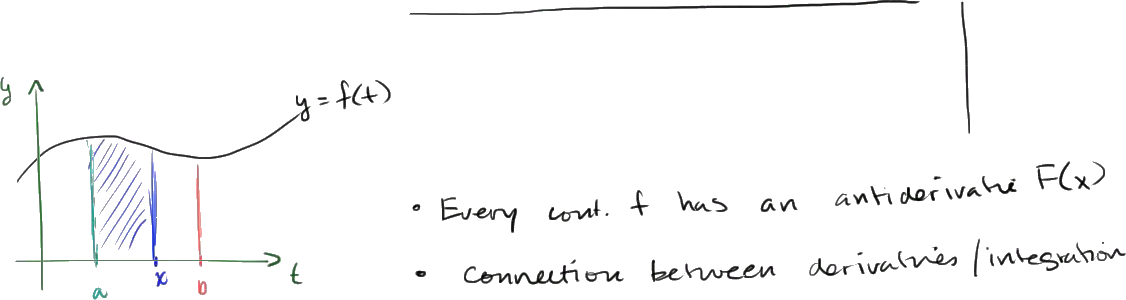 y
y = f(t)
• Every cont. f has an antiderivative F(x)
• Connection between derivatives/integration
t
a x b